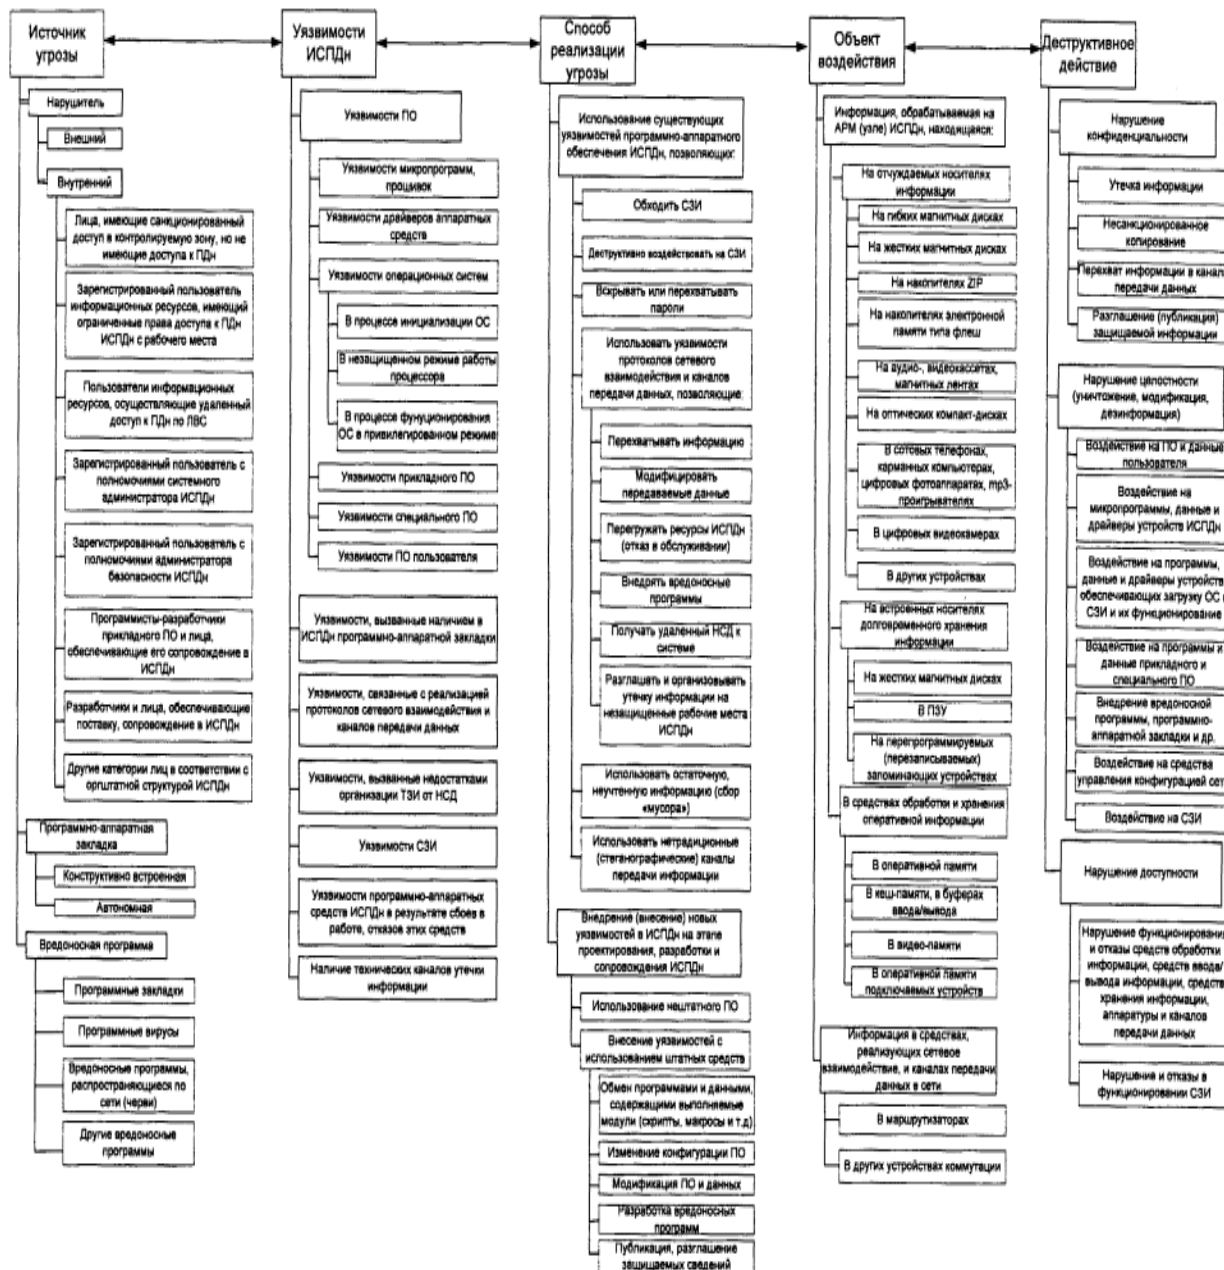 Источник
угрозы
Нарушитель
Внешний
Внутренний
Лица, имеющие санкционированный
доступ в контролируемую зону, но не
имеющие доступа к ПДн
Зарегистрированный пользователь
информационных ресурсов, имеющий
ограниченные права доступа к ПДн
ИСПДн с рабочего места
Пользователи информационных
ресурсов, осуществляющие удаленный
доступ к ПДн по ЛВС
Зарегистрированный пользователь с
полномочиями системного
администратора ИСПДн
Зарегистрированный пользователь с
полномочиями администратора
безопасности ИСПДн
Программисты-разработчики
прикладного ПО и лица,
обеспечивающие его сопровождение в
ИСПДн
Разработчики и лица, обеспечивающие
поставку, сопровождение в ИСПДн
Другие категории лиц в соответствии с
оргштатной структурой ИСПДн
Программно-аппаратная
закладка
Конструктивно встроенная
Автономная
Вредоносная программа
Программные закладки
Программные вирусы
Вредоносные программы,
распространяющиеся по
сети (черви)
Другие вредоносные
программы
Уязвимости
ИСПДн
Уязвимости ПО
Уязвимости микропрограмм,
прошивок
Уязвимости драйверов аппаратных
средств
Уязвимости операционных систем
В процессе инициализации ОС
В незащищенном режиме работы
процессора
В процессе фунуционирования
ОС в привилегированном режиме
Уязвимости прикладного ПО
Уязвимости специального ПО
Уязвимости ПО пользователя
Уязвимости, вызванные наличием в
ИСПДн программно-аппаратной закладки
Уязвимости, связанные с реализацией
протоколов сетевого взаимодействия и
каналов передачи данных
Уязвимости, вызванные недостатками
организации ТЗИ от НСД
Уязвимости СЗИ
Уязвимости программно-аппаратных
средств ИСПДн в результате сбоев в
работе, отказов этих средств
Наличие технических каналов утечки
информации
Способ
реализации
угрозы
Использование существующих
уязвимостей программно-аппаратного
обеспечения ИСПДн, позволяющих:
Обходить СЗИ
Деструктивно воздействовать на СЗИ
Вскрывать или перехватывать
пароли
Использовать уязвимости
протоколов сетевого
взаимодействия и каналов
передачи данных, позволяющие:
Перехватывать информацию
Модифицировать
передаваемые данные
Перегружать ресурсы ИСПДн
(отказ в обслуживании)
Внедрять вредоносные
программы
Получать удаленный НСД к
системе
Разглашать и организовывать
утечку информации на
незащищенные рабочие места
ИСПДн
Использовать остаточную,
неучтенную информацию (сбор
«мусора»)
Использовать нетрадиционные
(стеганографические) каналы
передачи информации
Внедрение (внесение) новых
уязвимостей в ИСПДн на этапе
проектирования, разработки и
сопровождения ИСПДн
Использование нештатного ПО
Внесение уязвимостей с
использованием штатных средств
Обмен программами и данными,
содержащими выполняемые
модули (скрипты, макросы и т.д)
Изменение конфигурации ПО
Модификация ПО и данных
Разработка вредоносных
программ
Публикация, разглашение
защищаемых сведений
Объект
воздействия
Информация, обрабатываемая на
АРМ (узле) ИСПДн, находящаяся:
На отчуждаемых носителях
информации
На гибких магнитных дисках
На жестких магнитных дисках
На накопителях ZIP
На накопителях электронной
памяти типа флеш
На аудио-, видеокассетах,
магнитных лентах
На оптических компакт-дисках
В сотовых телефонах,
карманных компьютерах,
цифровых фотоаппаратах, mp3-
проигрывателях
В цифровых видеокамерах
В других устройствах
На встроенных носителях
долговременного хранения
информации
На жестких магнитных дисках
В ПЗУ
На перепрограммируемых
(перезаписываемых)
запоминающих устройствах
В средствах обработки и хранения
оперативной информации
В оперативной памяти
В кеш-памяти, в буферах
ввода/вывода
В видео-памяти
В оперативной памяти
подключаемых устройств
Информация в средствах,
реализующих сетевое
взаимодействие, и каналах передачи
данных в сети
В маршрутизаторах
В других устройствах коммутации
Деструктивное
действие
Нарушение
конфиденциальности
Утечка информации
Несанкционированное
копирование
Перехват информации в канала
передачи данных
Разглашение (публикация)
защищаемой информации
Нарушение целостности
(уничтожение, модификация,
дезинформация)
Воздействие на ПО и данные
пользователя
Воздействие на
микропрограммы, данные и
драйверы устройств ИСПДн
Воздействие на программы,
данные и драйверы устройств
обеспечивающих загрузку ОС и
СЗИ и их функционирование
Воздействие на программы и
данные прикладного и
специального ПО
Внедрение вредоносной
программы, программно-
аппаратной закладки и др.
Воздействие на средства
управления конфигурацией сет
Воздействие на СЗИ
Нарушение доступности
Нарушение функционирования
и отказы средств обработки
информации, средств ввода/
вывода информации, средств
хранения информации,
аппаратуры и каналов
передачи данных
Нарушение и отказы в
функционировании СЗИ